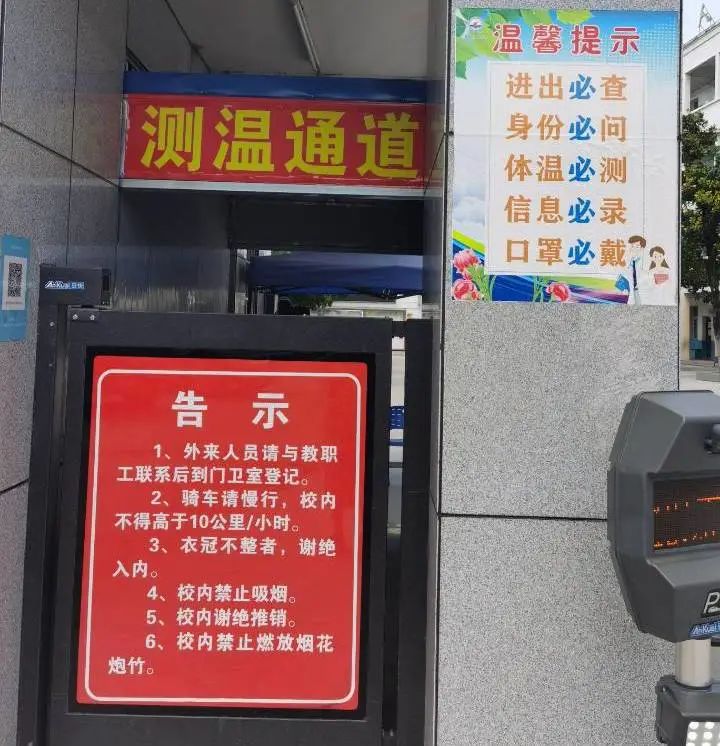 测温通道
温馨提示
进出必查
身份必问
体温必测
信息必录
口罩必戴
告 示
1、外来人员请与教职
工联系后到门卫室登记。
2、骑车请慢行，校内
不得高于10公里/小时。
3、衣冠不整者，谢绝
入内。
4、校内禁止吸烟。
5、校内谢绝推销。
6、校内禁止燃放烟花
炮竹。
P